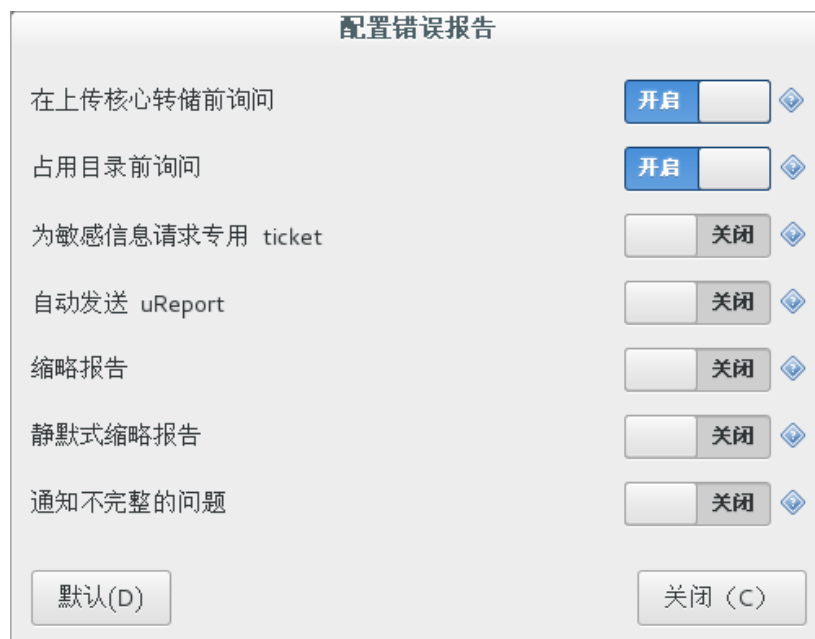 配置错误报告
在上传核心转储前询问 开启
占用目录前询问 开启
为敏感信息请求专用 ticket 关闭
自动发送 uReport 关闭
缩略报告 关闭
静默式缩略报告 关闭
通知不完整的问题 关闭
默认(D) 关闭（C）